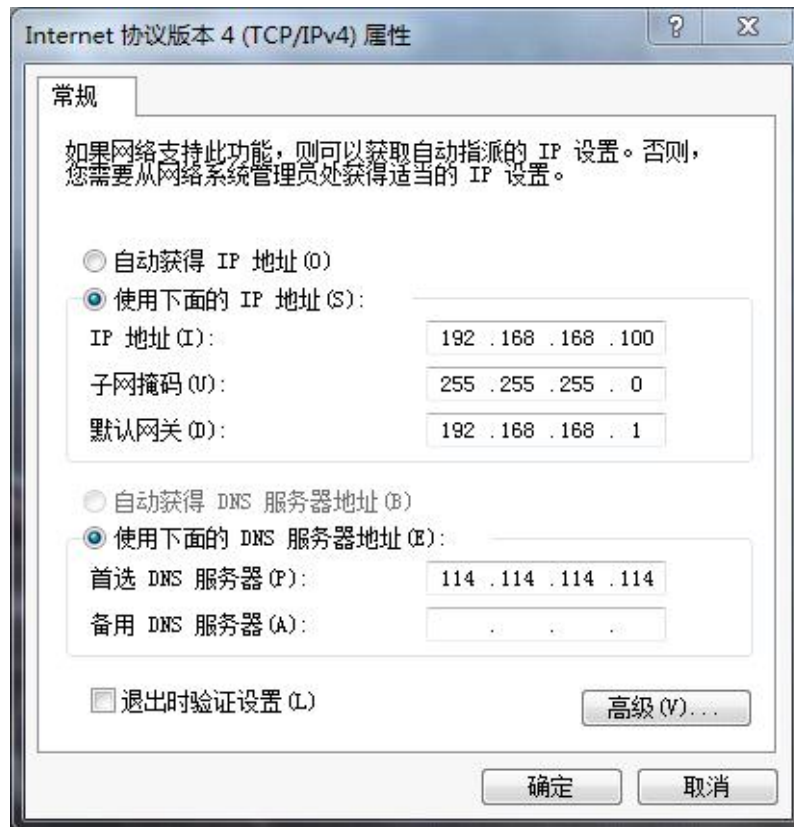 Internet 协议版本 4 (TCP/IPv4) 属性
常规
如果网络支持此功能，则可以获取自动指派的 IP 设置。否则，
您需要从网络系统管理员处获得适当的 IP 设置。
自动获得 IP 地址(O)
使用下面的 IP 地址(S):
IP 地址(I): 192 .168 .168 .100
子网掩码(U): 255 .255 .255 . 0
默认网关(D): 192 .168 .168 . 1
自动获得 DNS 服务器地址(B)
使用下面的 DNS 服务器地址(E):
首选 DNS 服务器(P): 114 .114 .114 .114
备用 DNS 服务器(A): . . .
退出时验证设置(L)
高级(V)...
确定 取消